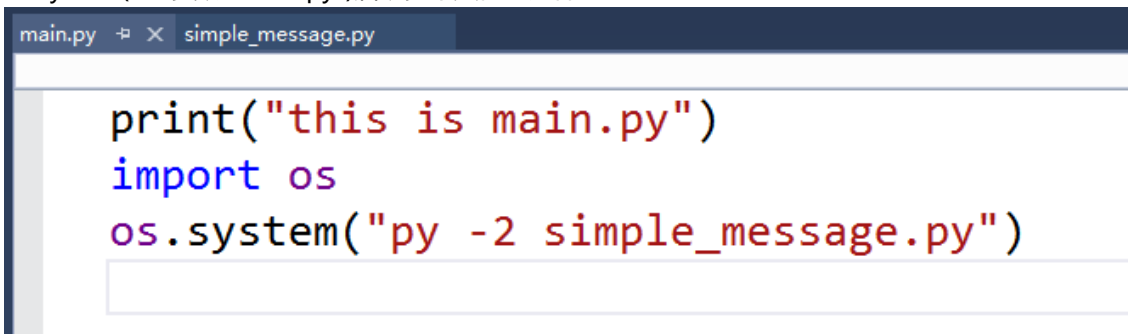 main.py simple_message.py
print("this is main.py")
import os
os.system("py -2 simple_message.py")